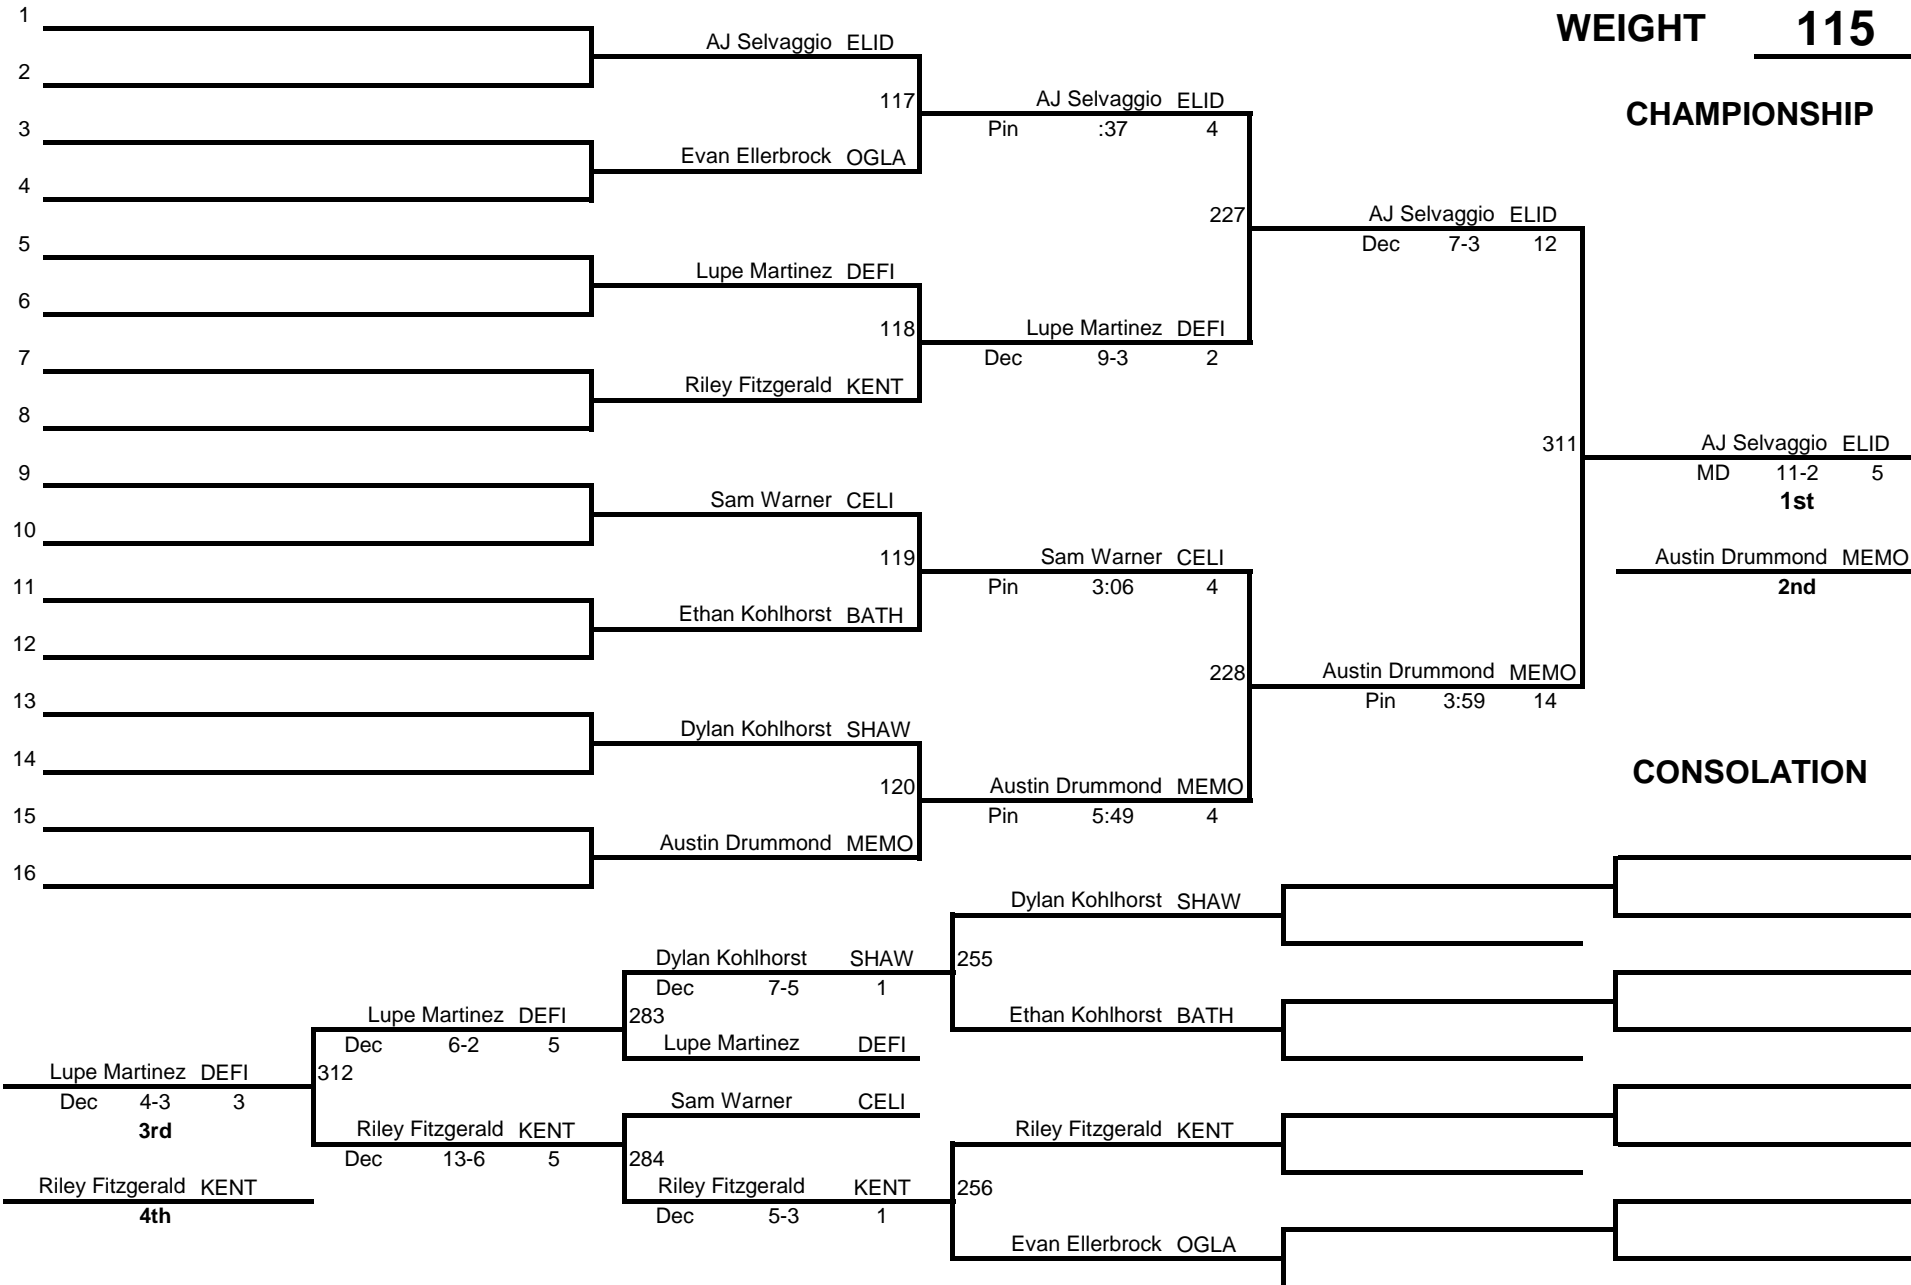 1
WEIGHT 115
AJ Selvaggio ELID
2
117
AJ Selvaggio ELID
CHAMPIONSHIP
3
Pin :37 4
Evan Ellerbrock OGLA
4
227
AJ Selvaggio ELID
5
Dec 7-3 12
Lupe Martinez DEFI
6
118
Lupe Martinez DEFI
7
Dec 9-3 2
Riley Fitzgerald KENT
8
311
AJ Selvaggio ELID
9
MD 11-2 5
Sam Warner CELI
1st
10
119
Sam Warner CELI
Austin Drummond MEMO
11
Pin 3:06 4
2nd
Ethan Kohlhorst BATH
12
228
Austin Drummond MEMO
13
Pin 3:59 14
Dylan Kohlhorst SHAW
14
CONSOLATION
120
Austin Drummond MEMO
15
Pin 5:49 4
Austin Drummond MEMO
16
Dylan Kohlhorst SHAW
Dylan Kohlhorst SHAW
255
Dec 7-5 1
Lupe Martinez DEFI
283
Ethan Kohlhorst BATH
Dec 6-2 5
Lupe Martinez DEFI
Lupe Martinez DEFI
312
Dec 4-3 3
Sam Warner CELI
3rd
Riley Fitzgerald KENT
Riley Fitzgerald KENT
Dec 13-6 5
284
Riley Fitzgerald KENT
Riley Fitzgerald KENT
256
4th
Dec 5-3 1
Evan Ellerbrock OGLA